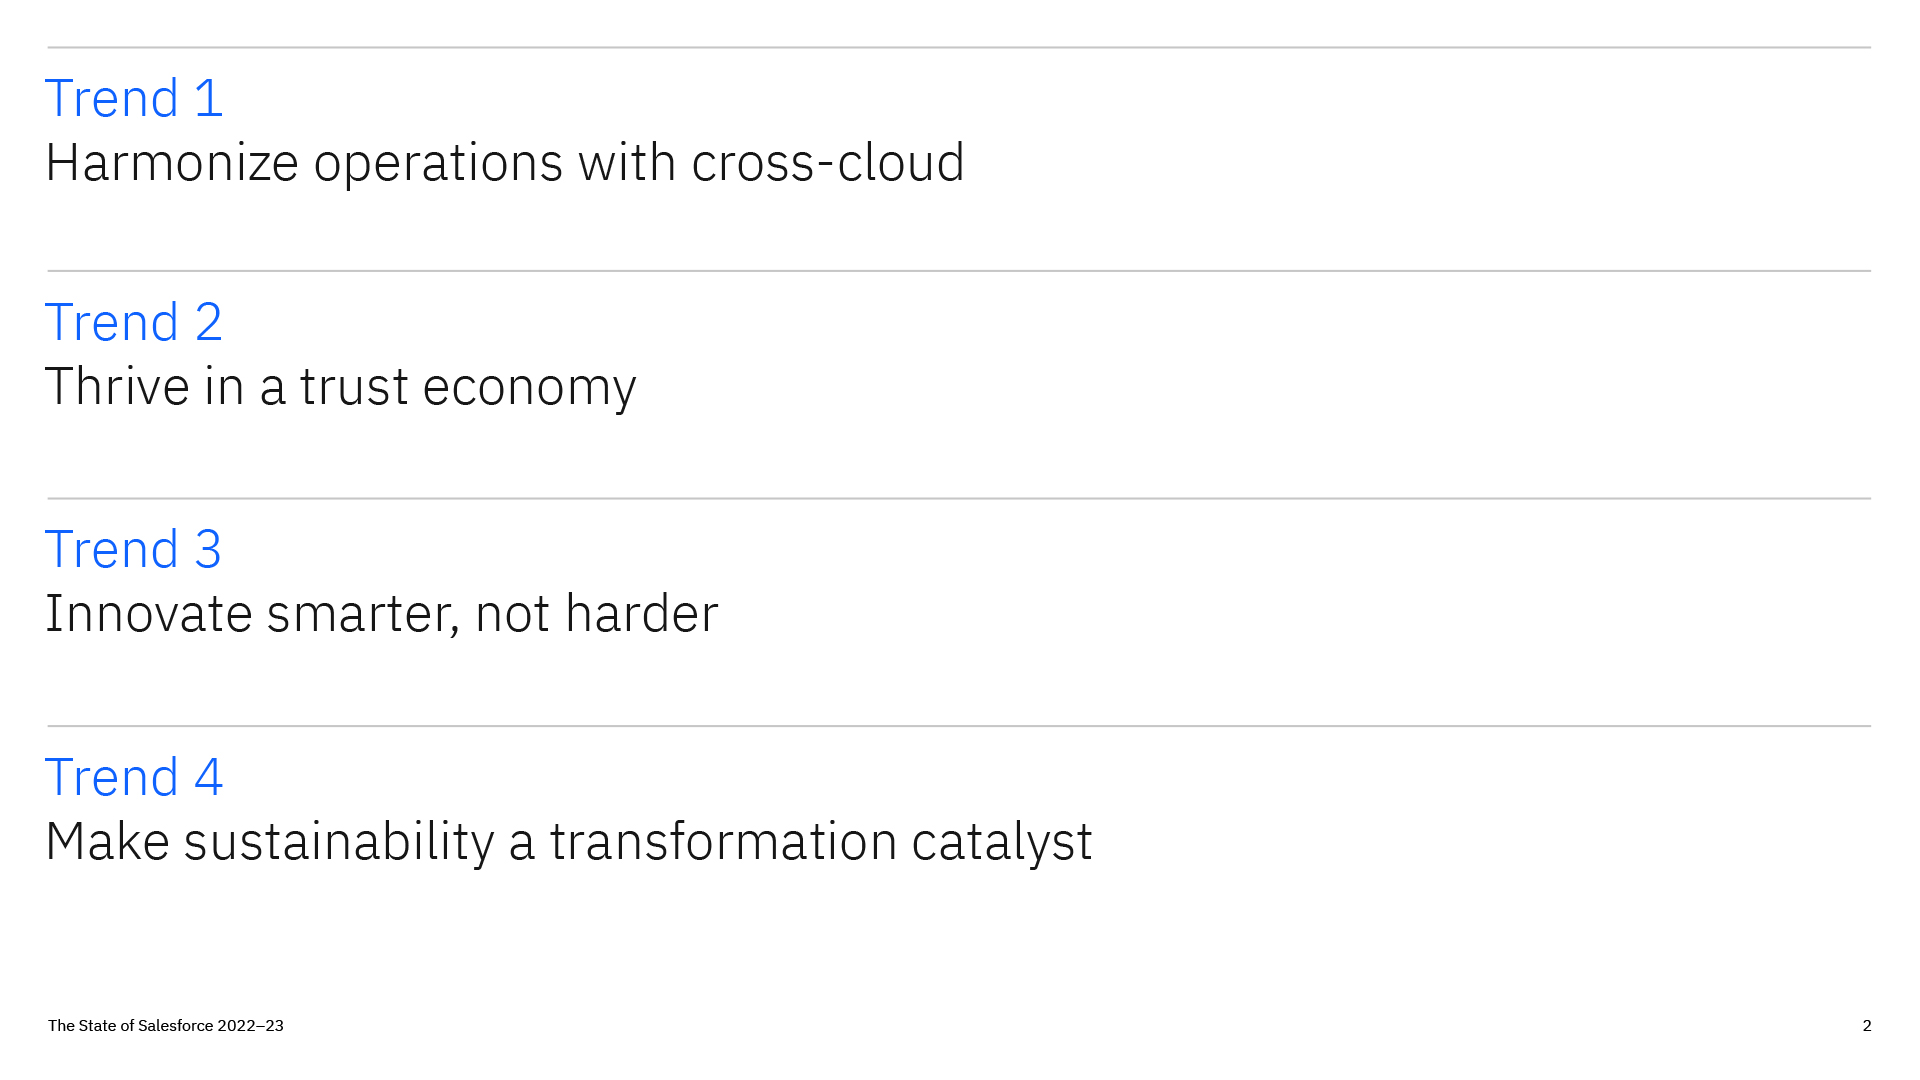 Trend 1
Harmonize operations with cross-cloud
Trend 2
Thrive in a trust economy
Trend 3
Innovate smarter, not harder
Trend 4
Make sustainability a transformation catalyst
The State of Salesforce 2022–23
2